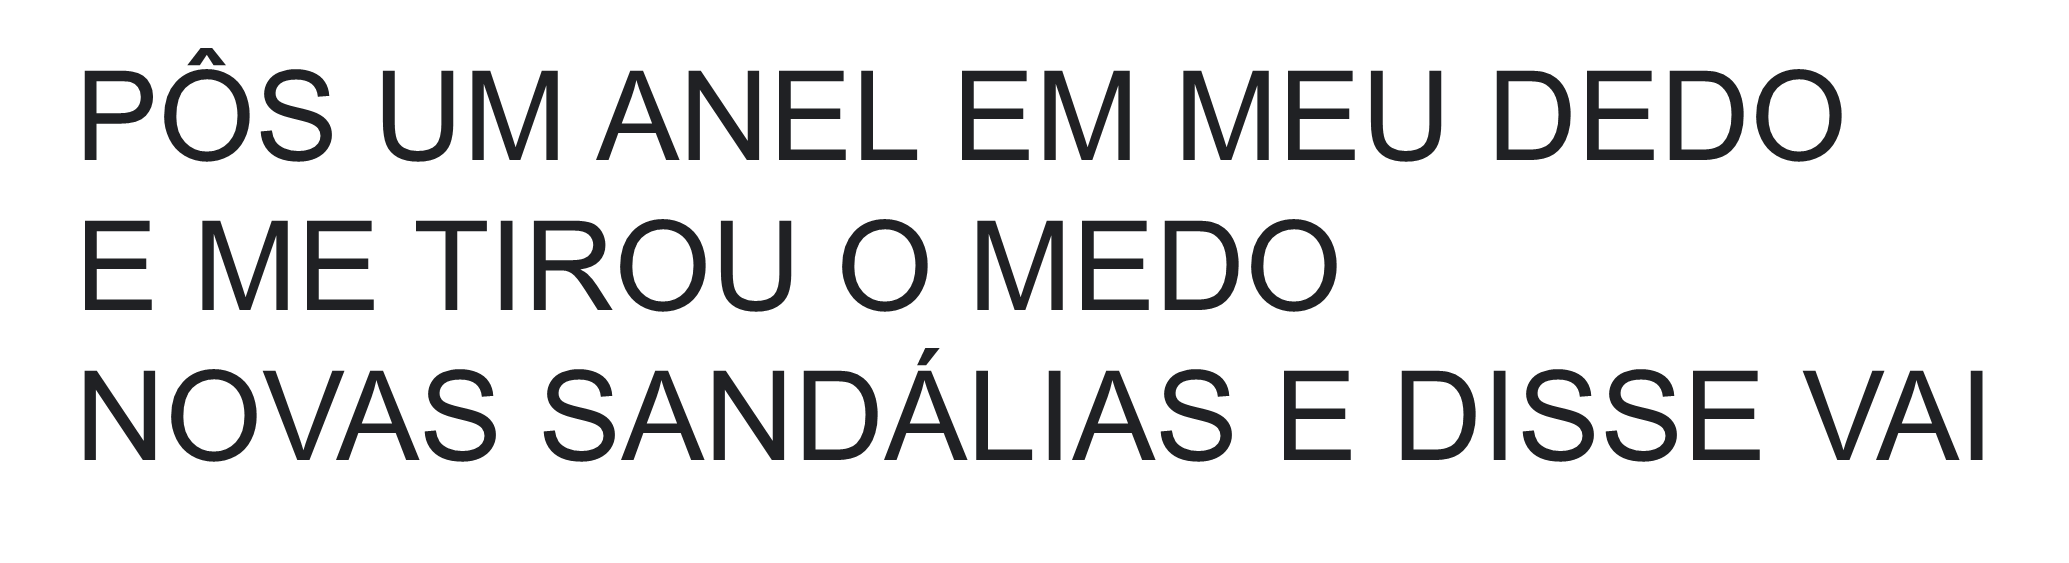 PÔS UM ANEL EM MEU DEDO
E ME TIROU O MEDO
NOVAS SANDÁLIAS E DISSE VAI